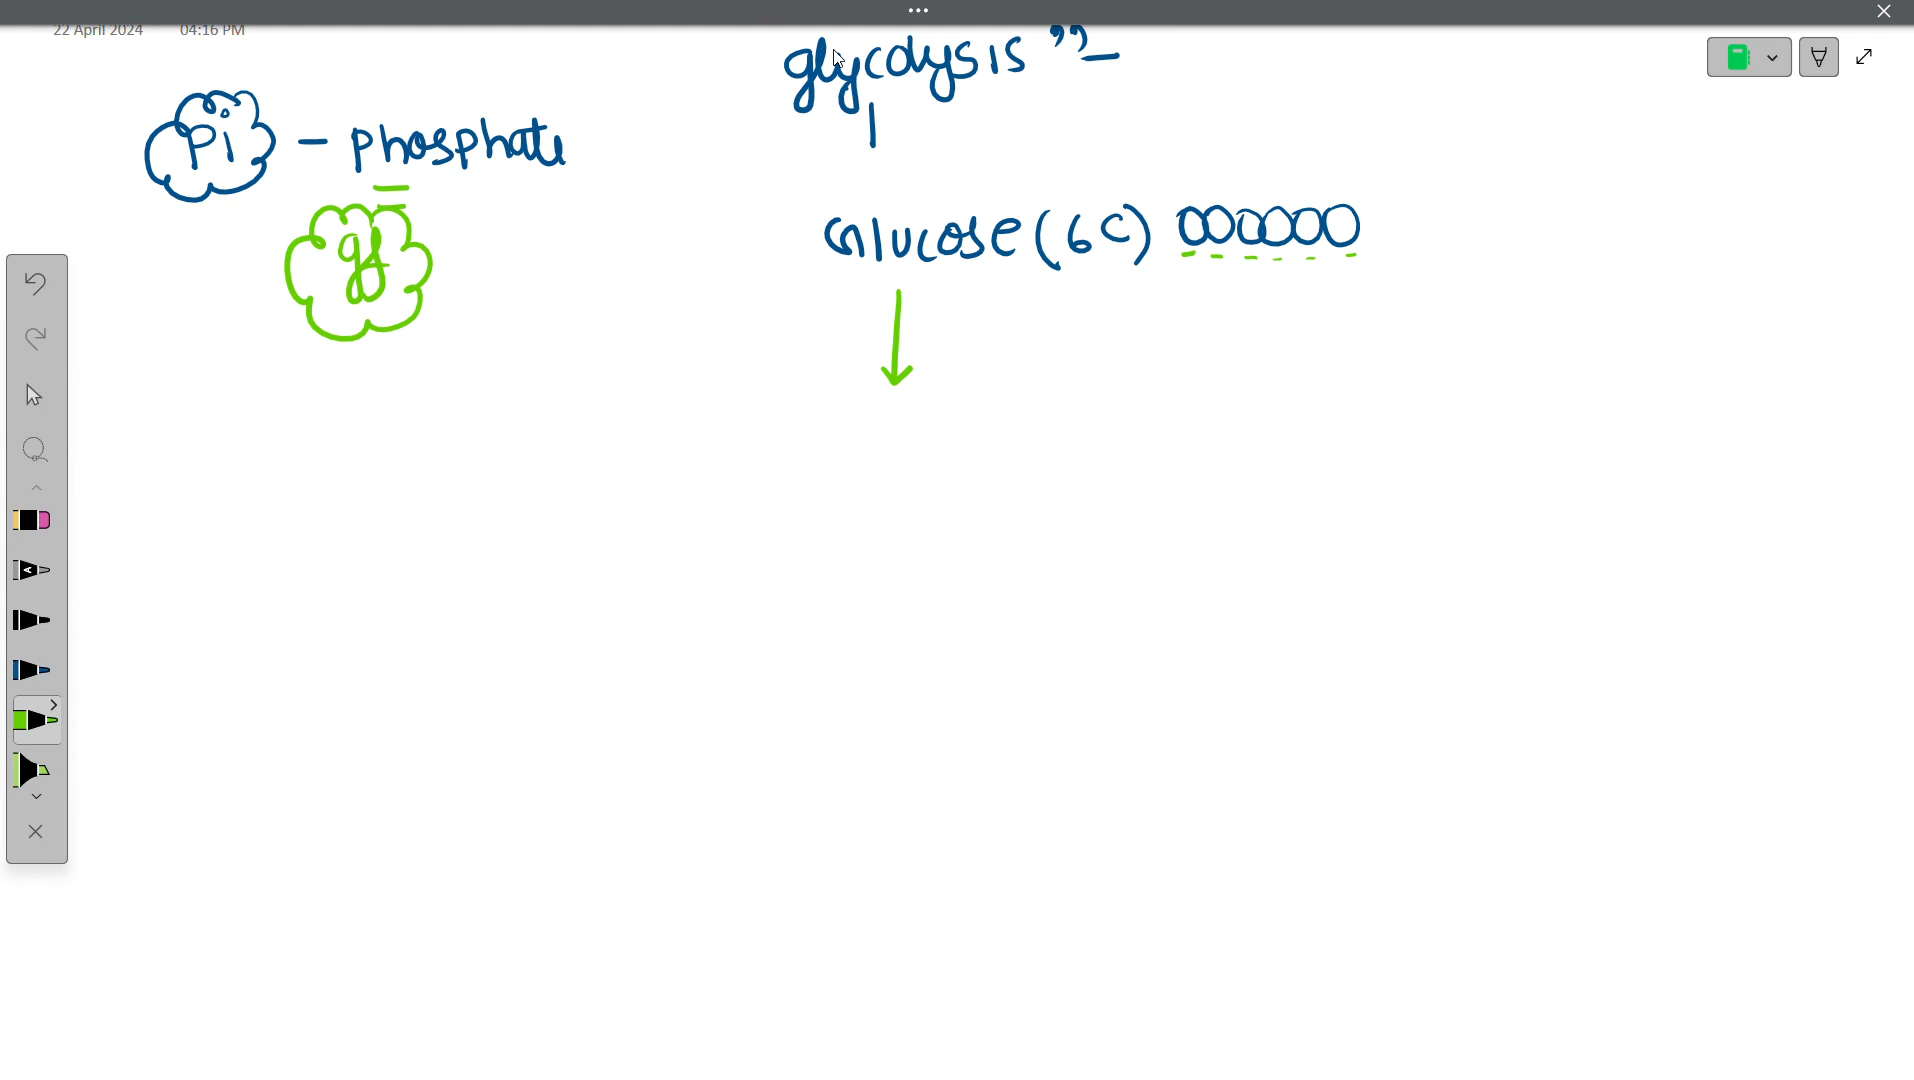 22 April 2024 04:16 PM
glycolysis "-
Pi - phosphate
Glucose (6C)